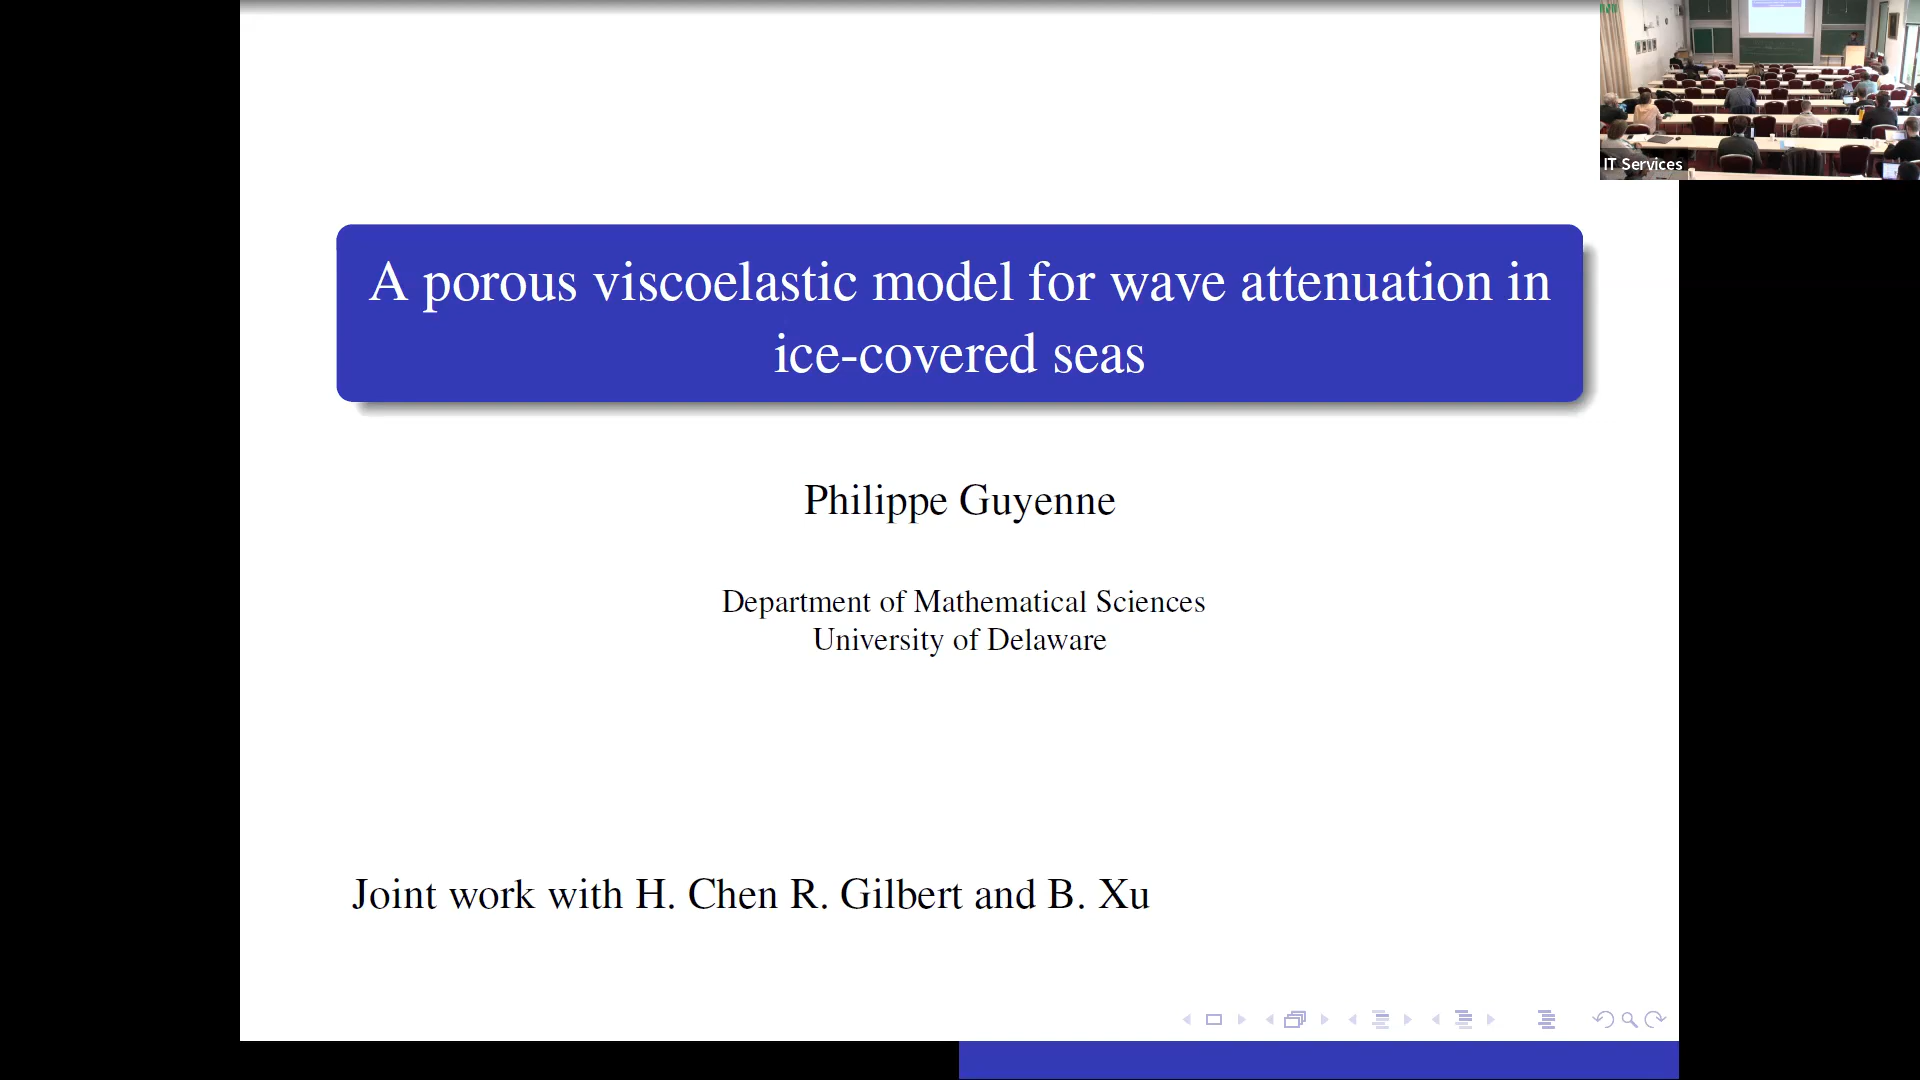 A porous viscoelastic model for wave attenuation in
ice-covered seas
Philippe Guyenne
Department of Mathematical Sciences
University of Delaware
Joint work with H. Chen R. Gilbert and B. Xu
IT Services